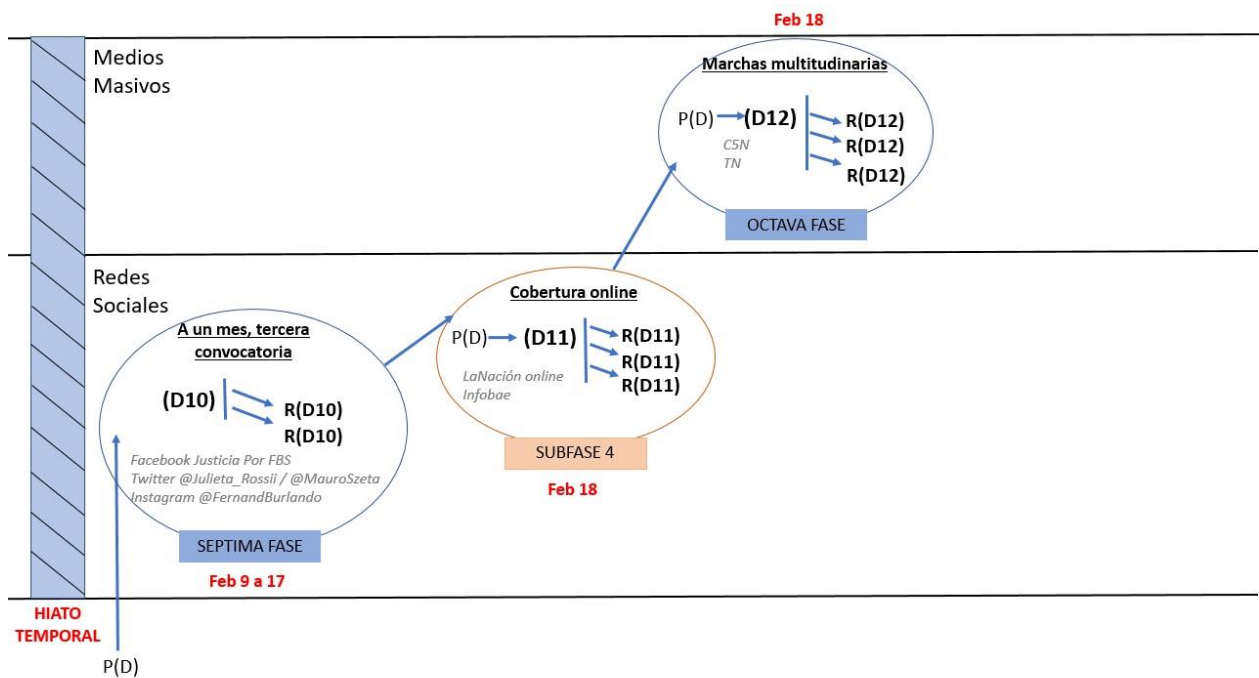 Feb 18
Medios
Masivos
Marchas multitudinarias
P(D) (D12) R(D12)
R(D12)
R(D12)
C5N
TN
OCTAVA FASE
Redes
Sociales
Cobertura online
P(D) (D11) R(D11)
R(D11)
R(D11)
LaNación online
Infobae
SUBFASE 4
Feb 18
A un mes, tercera
convocatoria
(D10) R(D10)
R(D10)
Facebook Justicia Por FBS
Twitter @Julieta_Rossii / @MauroSzeta
Instagram @FernandBurlando
SEPTIMA FASE
Feb 9 a 17
HIATO
TEMPORAL
P(D)